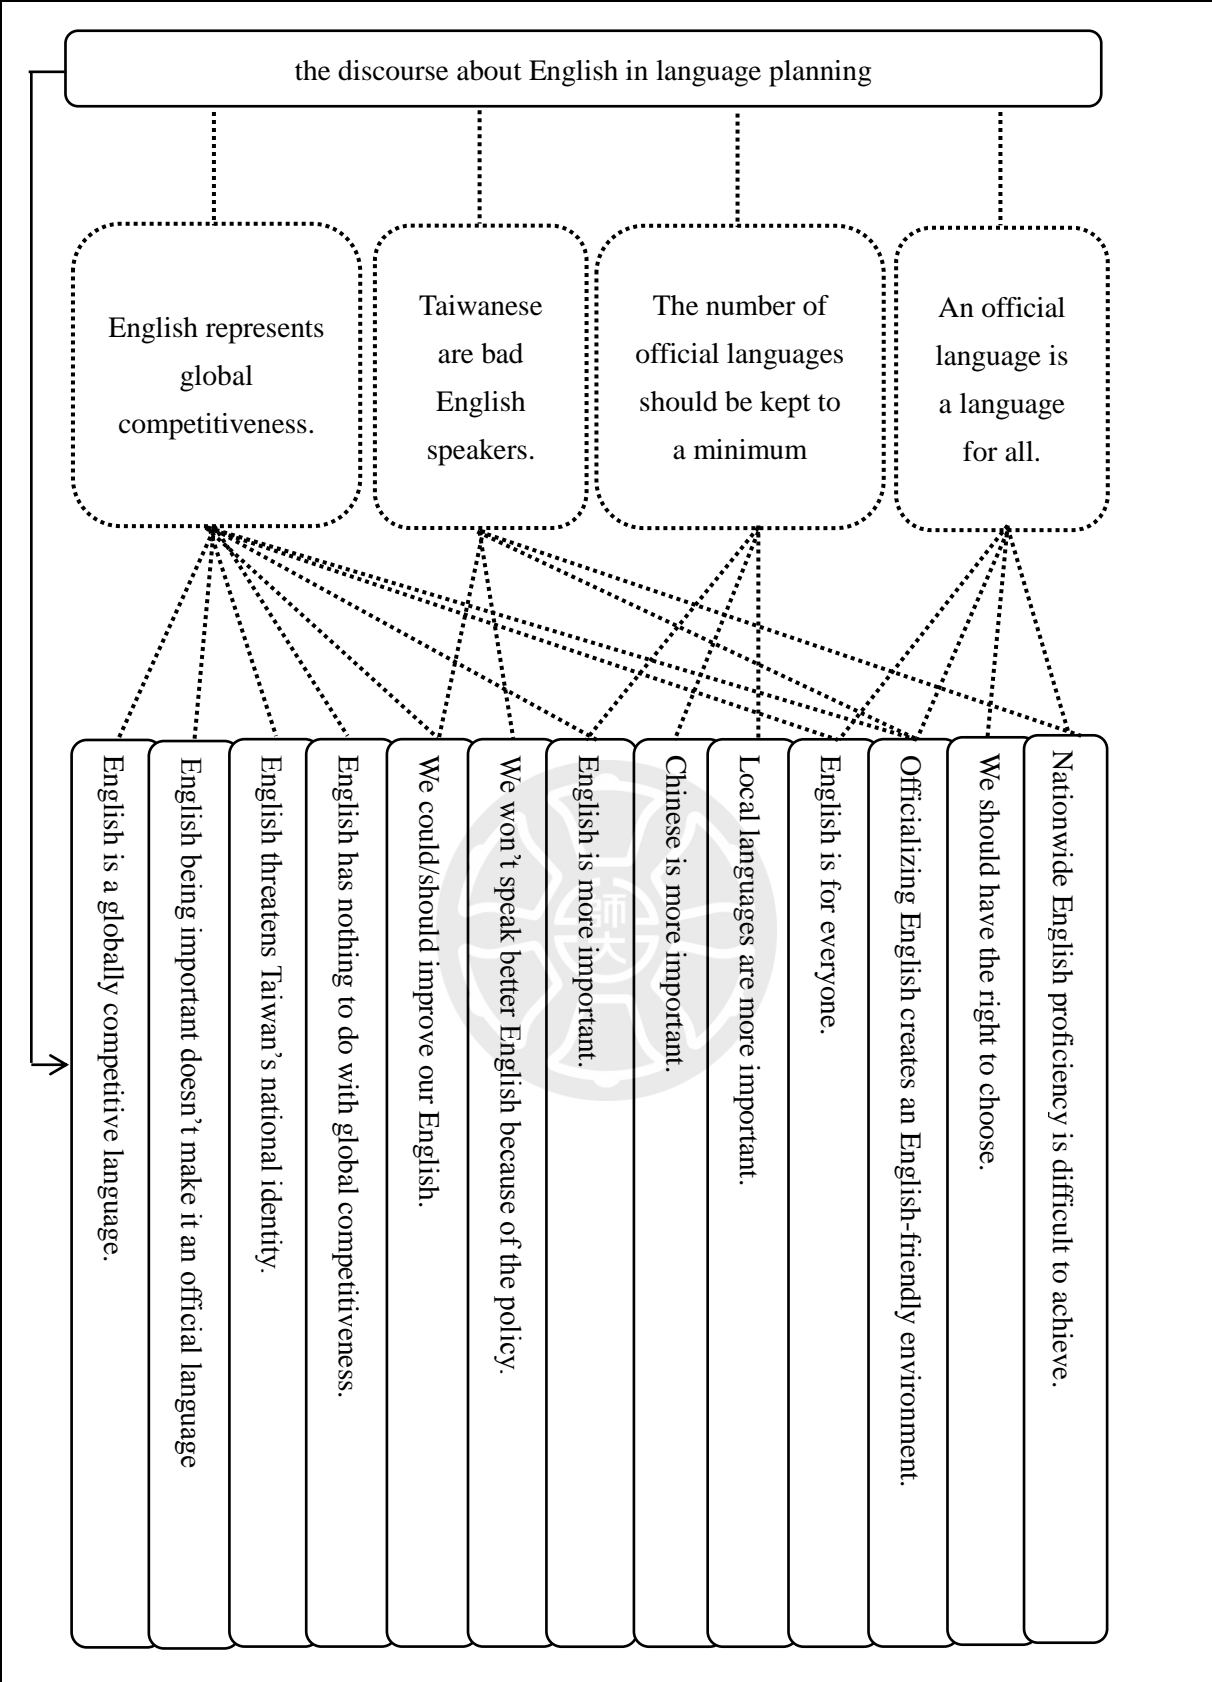 the discourse about English in language planning
English represents
global
competitiveness.
Taiwanese
are bad
English
speakers.
The number of
official languages
should be kept to
a minimum
An official
language is
a language
for all.
English is a globally competitive language.
English being important doesn't make it an official language
English threatens Taiwan's national identity.
English has nothing to do with global competitiveness.
We could/should improve our English.
We won't speak better English because of the policy.
English is more important.
Chinese is more important.
Local languages are more important.
English is for everyone.
Officializing English creates an English-friendly environment.
We should have the right to choose.
Nationwide English proficiency is difficult to achieve.
師大